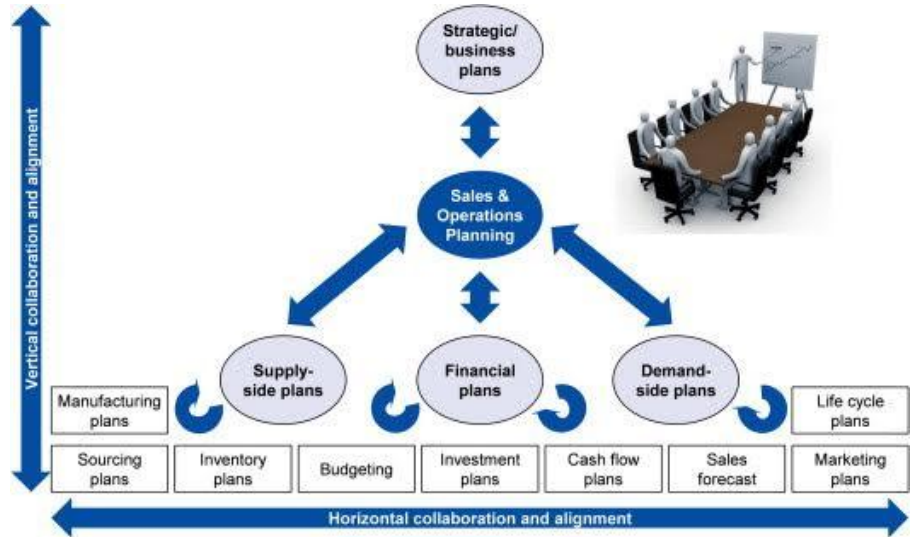 Strategic/
business
plans
Vertical collaboration and alignment
Sales &
Operations
Planning
Supply-
side plans
Financial
plans
Demand-
side plans
Manufacturing
plans
Life cycle
plans
Sourcing
plans
Inventory
plans
Budgeting
Investment
plans
Cash flow
plans
Sales
forecast
Marketing
plans
Horizontal collaboration and alignment